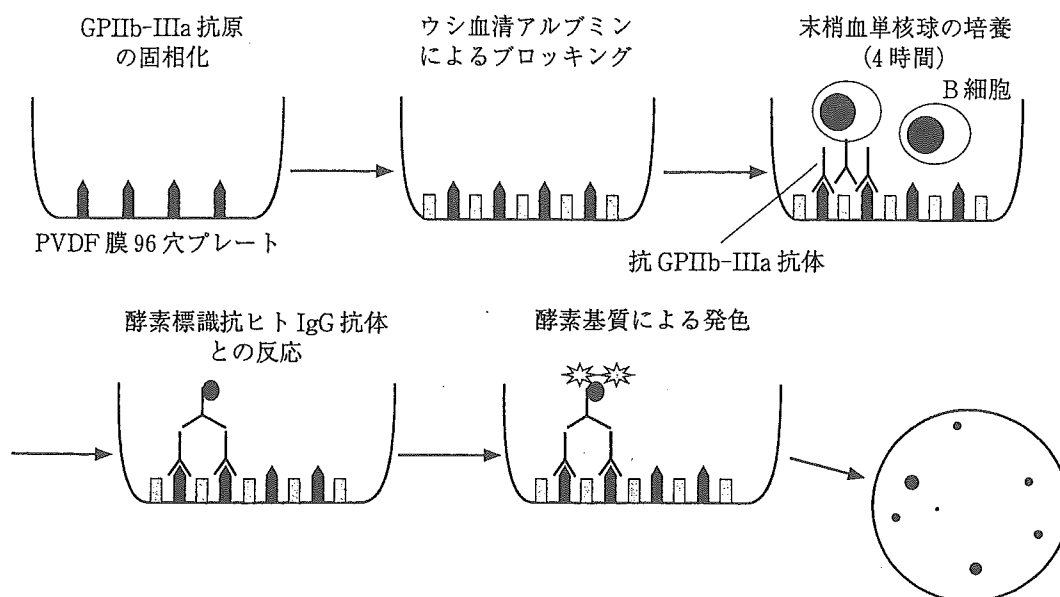 GPIIb-IIIa 抗原
の固相化
ウシ血清アルブミン
によるブロッキング
末梢血単核球の培養
(4時間)
B 細胞
PVDF 膜 96 穴プレート
抗 GPIIb-IIIa 抗体
酵素標識抗ヒト IgG 抗体
との反応
酵素基質による発色